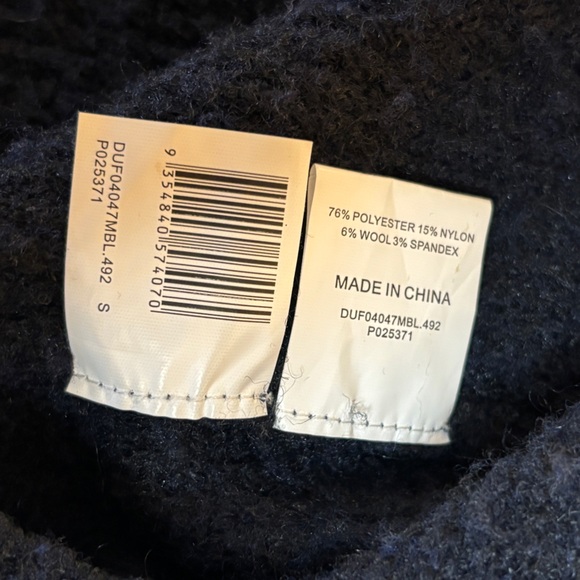 DUF04047MBL.492 S
P025371
9 354840 574070
76% POLYESTER 15% NYLON
6% WOOL 3% SPANDEX
MADE IN CHINA
DUF04047MBL.492
P025371